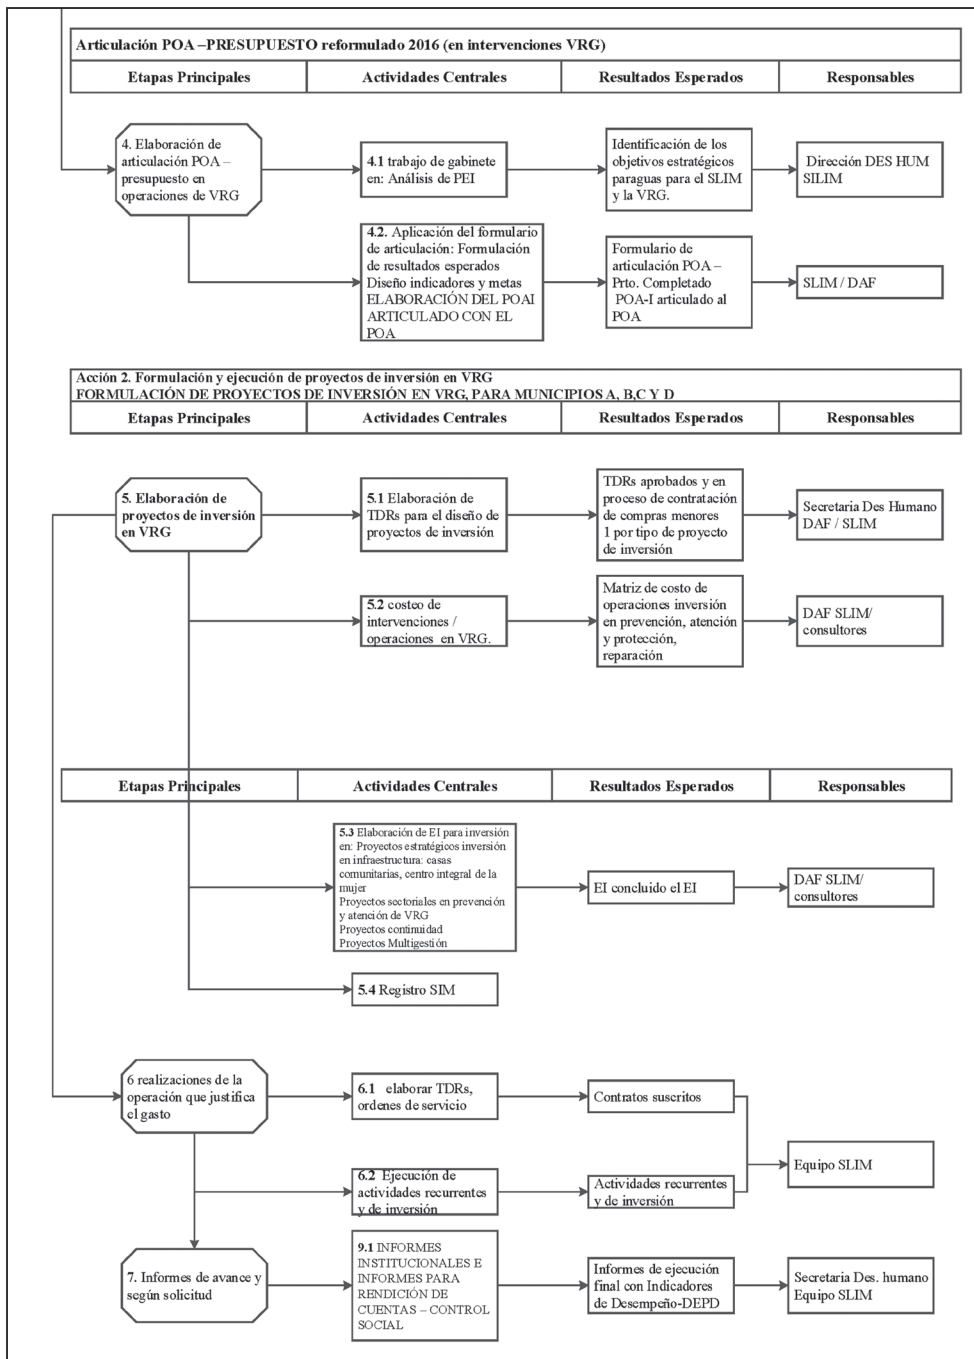 Articulación POA –PRESUPUESTO reformulado 2016 (en intervenciones VRG)
Etapas Principales
Actividades Centrales
Resultados Esperados
Responsables
4. Elaboración de
articulación POA –
presupuesto en
operaciones de VRG
4.1 trabajo de gabinete
en: Análisis de PEI
Identificación de los
objetivos estratégicos
paraguas para el SLIM
y la VRG.
Dirección DES HUM
SILIM
4.2. Aplicación del formulario
de articulación: Formulación
de resultados esperados
Diseño indicadores y metas
ELABORACIÓN DEL POAI
ARTICULADO CON EL
POA
Formulario de
articulación POA –
Prto. Completado
POA-I articulado al
POA
SLIM / DAF
Acción 2. Formulación y ejecución de proyectos de inversión en VRG
FORMULACIÓN DE PROYECTOS DE INVERSIÓN EN VRG, PARA MUNICIPIOS A, B,C Y D
Etapas Principales
Actividades Centrales
Resultados Esperados
Responsables
5. Elaboración de
proyectos de inversión
en VRG
5.1 Elaboración de
TDRs para el diseño de
proyectos de inversión
TDRs aprobados y en
proceso de contratación
de compras menores
1 por tipo de proyecto
de inversión
Secretaria Des Humano
DAF / SLIM
5.2 costeo de
intervenciones /
operaciones en VRG.
Matriz de costo de
operaciones inversión
en prevención, atención
y protección,
reparación
DAF SLIM/
consultores
Etapas Principales
Actividades Centrales
Resultados Esperados
Responsables
5.3 Elaboración de EI para inversión
en: Proyectos estratégicos inversión
en infraestructura: casas
comunitarias, centro integral de la
mujer
Proyectos sectoriales en prevención
y atención de VRG
Proyectos continuidad
Proyectos Multigestión
EI concluido el EI
DAF SLIM/
consultores
5.4 Registro SIM
6 realizaciones de la
operación que justifica
el gasto
6.1 elaborar TDRs,
ordenes de servicio
Contratos suscritos
Equipo SLIM
6.2 Ejecución de
actividades recurrentes
y de inversión
Actividades recurrentes
y de inversión
7. Informes de avance y
según solicitud
9.1 INFORMES
INSTITUCIONALES E
INFORMES PARA
RENDICIÓN DE
CUENTAS – CONTROL
SOCIAL
Informes de ejecución
final con Indicadores
de Desempeño-DEPD
Secretaria Des. humano
Equipo SLIM